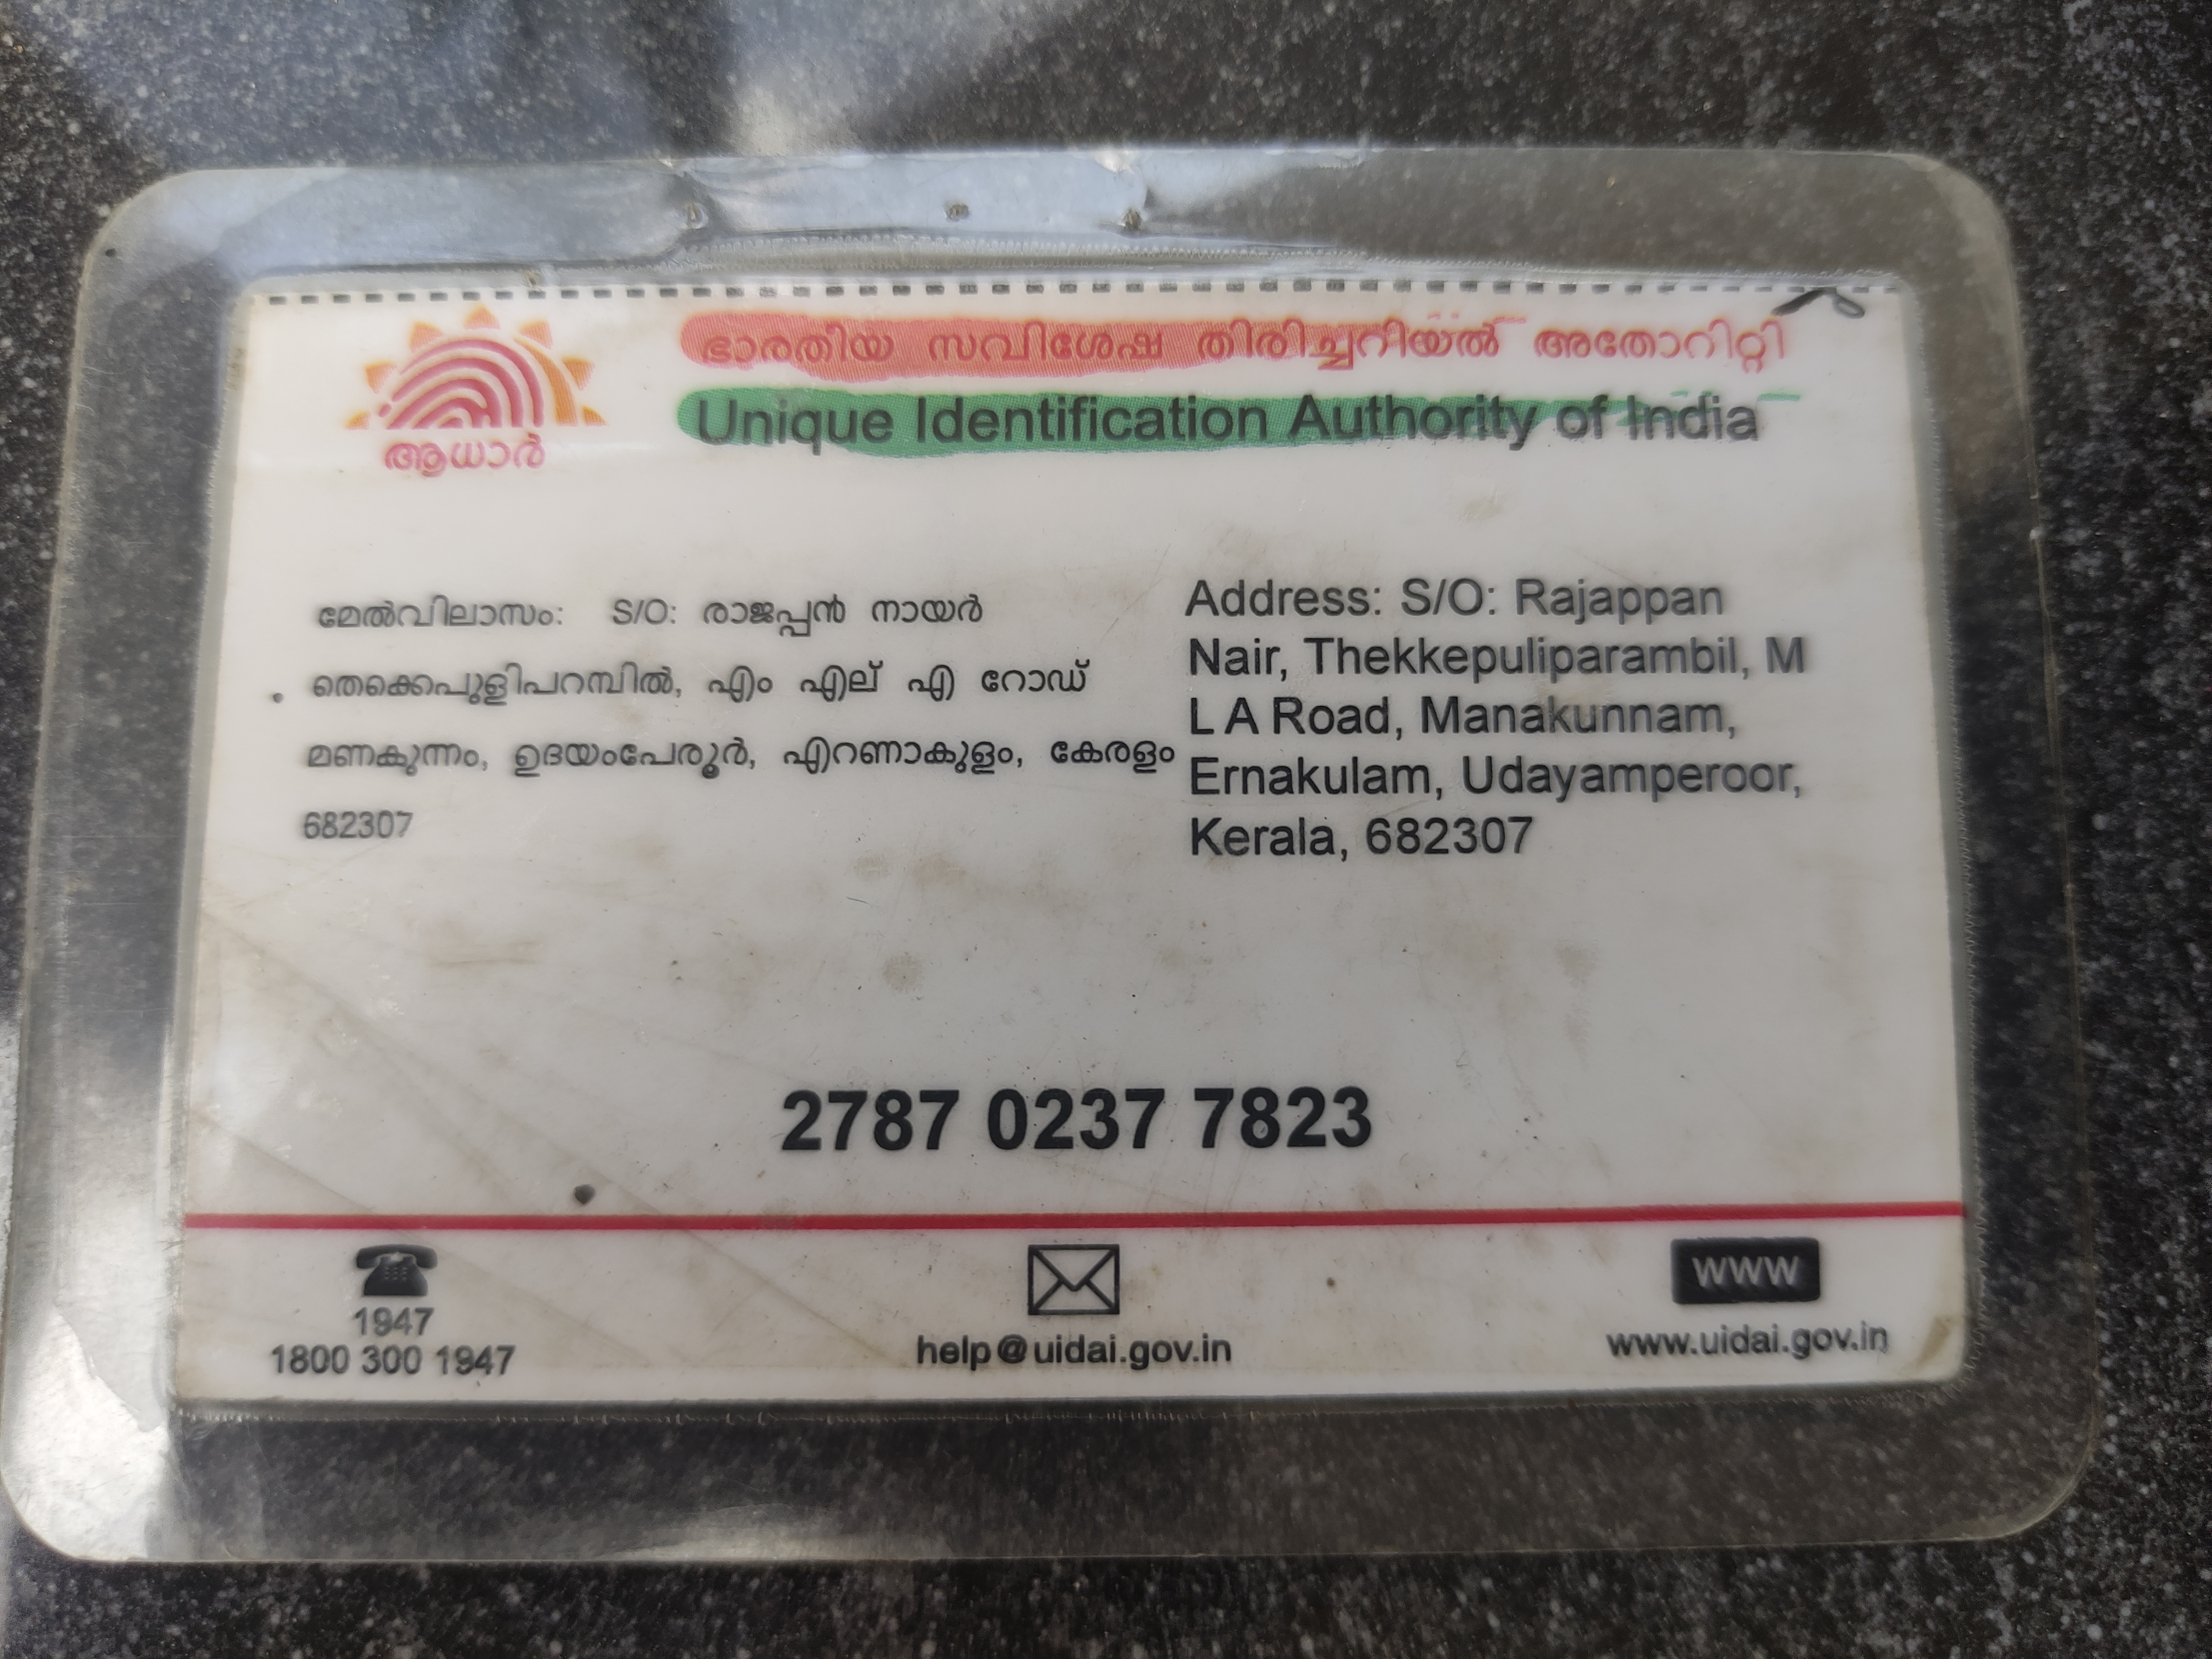 ഭാരതീയ സവിശേഷ തിരിച്ചറിയൽ അതോറിറ്റി
Unique Identification Authority of India
ആധാർ
മേൽവിലാസം: S/O: രാജപ്പൻ നായർ
തെക്കെപുളിപറമ്പിൽ, എം എല് എ റോഡ്
മണകുന്നം, ഉദയംപേരൂർ, എറണാകുളം, കേരളം
682307
Address: S/O: Rajappan
Nair, Thekkepuliparambil, M
L A Road, Manakunnam,
Ernakulam, Udayamperoor,
Kerala, 682307
2787 0237 7823
1947
1800 300 1947
help@uidai.gov.in
WWW
www.uidai.gov.in